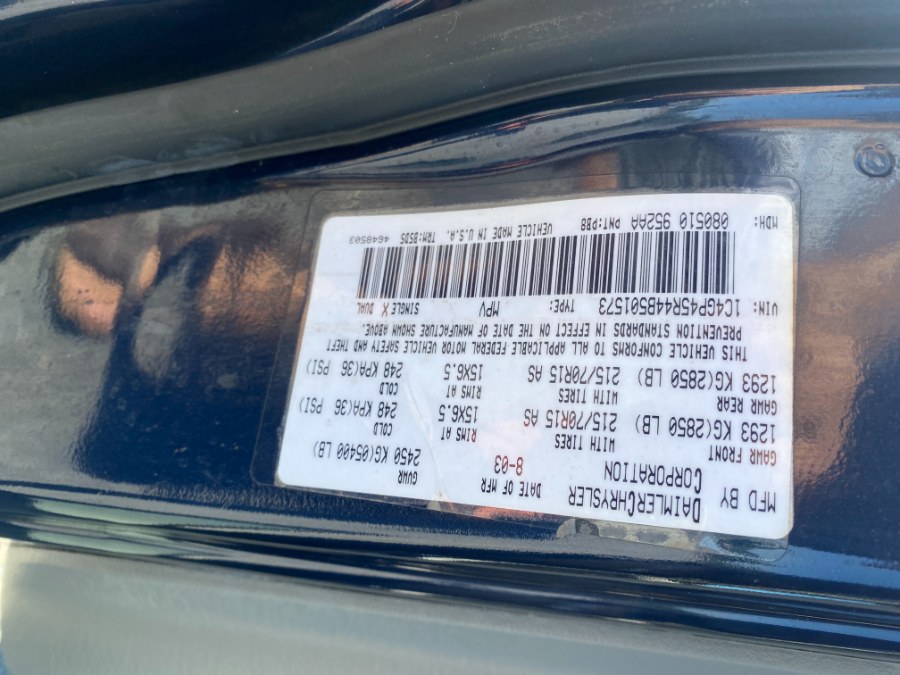 MFD BY DAIMLERCHRYSLER CORPORATION
DATE OF MFR 8-03
GVWR 2450 KG(05400 LB)
GAWR FRONT WITH TIRES RIMS AT COLD
1293 KG(2850 LB) 215/70R15 AS 15X6.5 248 KPA(36 PSI)
GAWR REAR WITH TIRES RIMS AT COLD
1293 KG(2850 LB) 215/70R15 AS 15X6.5 248 KPA(36 PSI)
THIS VEHICLE CONFORMS TO ALL APPLICABLE FEDERAL MOTOR VEHICLE SAFETY AND THEFT
PREVENTION STANDARDS IN EFFECT ON THE DATE OF MANUFACTURE SHOWN ABOVE.
VIN: 1C4GP45R44B501573 TYPE: MPV SINGLE X DUAL
MDH: 080510 952AA PNT:PB8 VEHICLE MADE IN U.S.A. TRM:BSDS 4648503